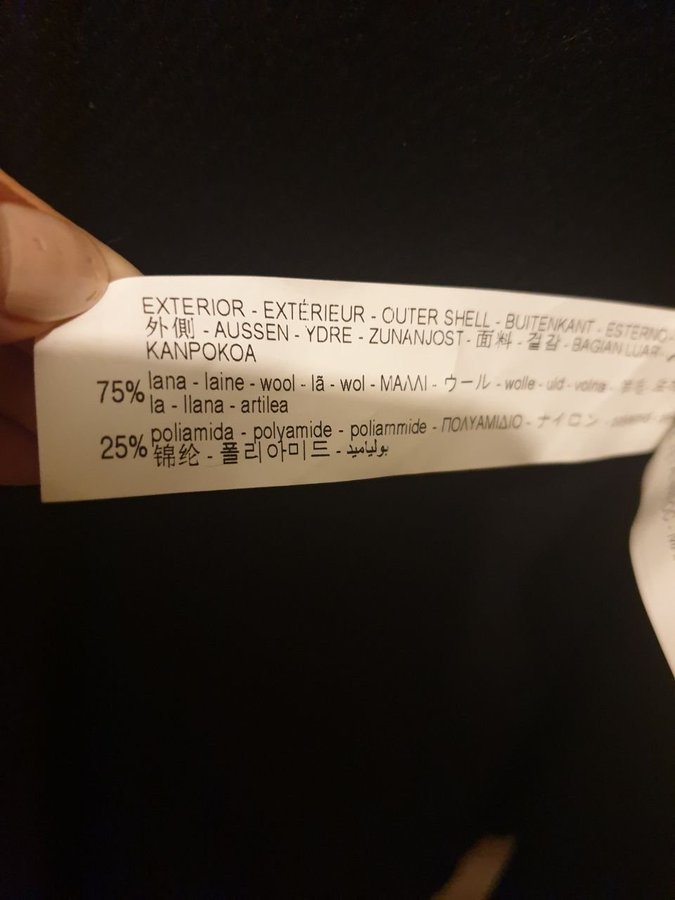 EXTERIOR - EXTÉRIEUR - OUTER SHELL - BUITENKANT - ESTERNO -
外側 - AUSSEN - YDRE - ZUNANJOST - 面料 - 겉감 - BAGIAN LUAR
KANPOKOA
75% lana - laine - wool - lã - wol - ΜΑΛΛΙ - ウール - wolle - uld - volna -
la - llana - artilea
25% poliamida - polyamide - poliammide - ΠΟΛΥΑΜΙΔΙΟ - ナイロン -
锦纶 - 폴리아미드 - بولياميد